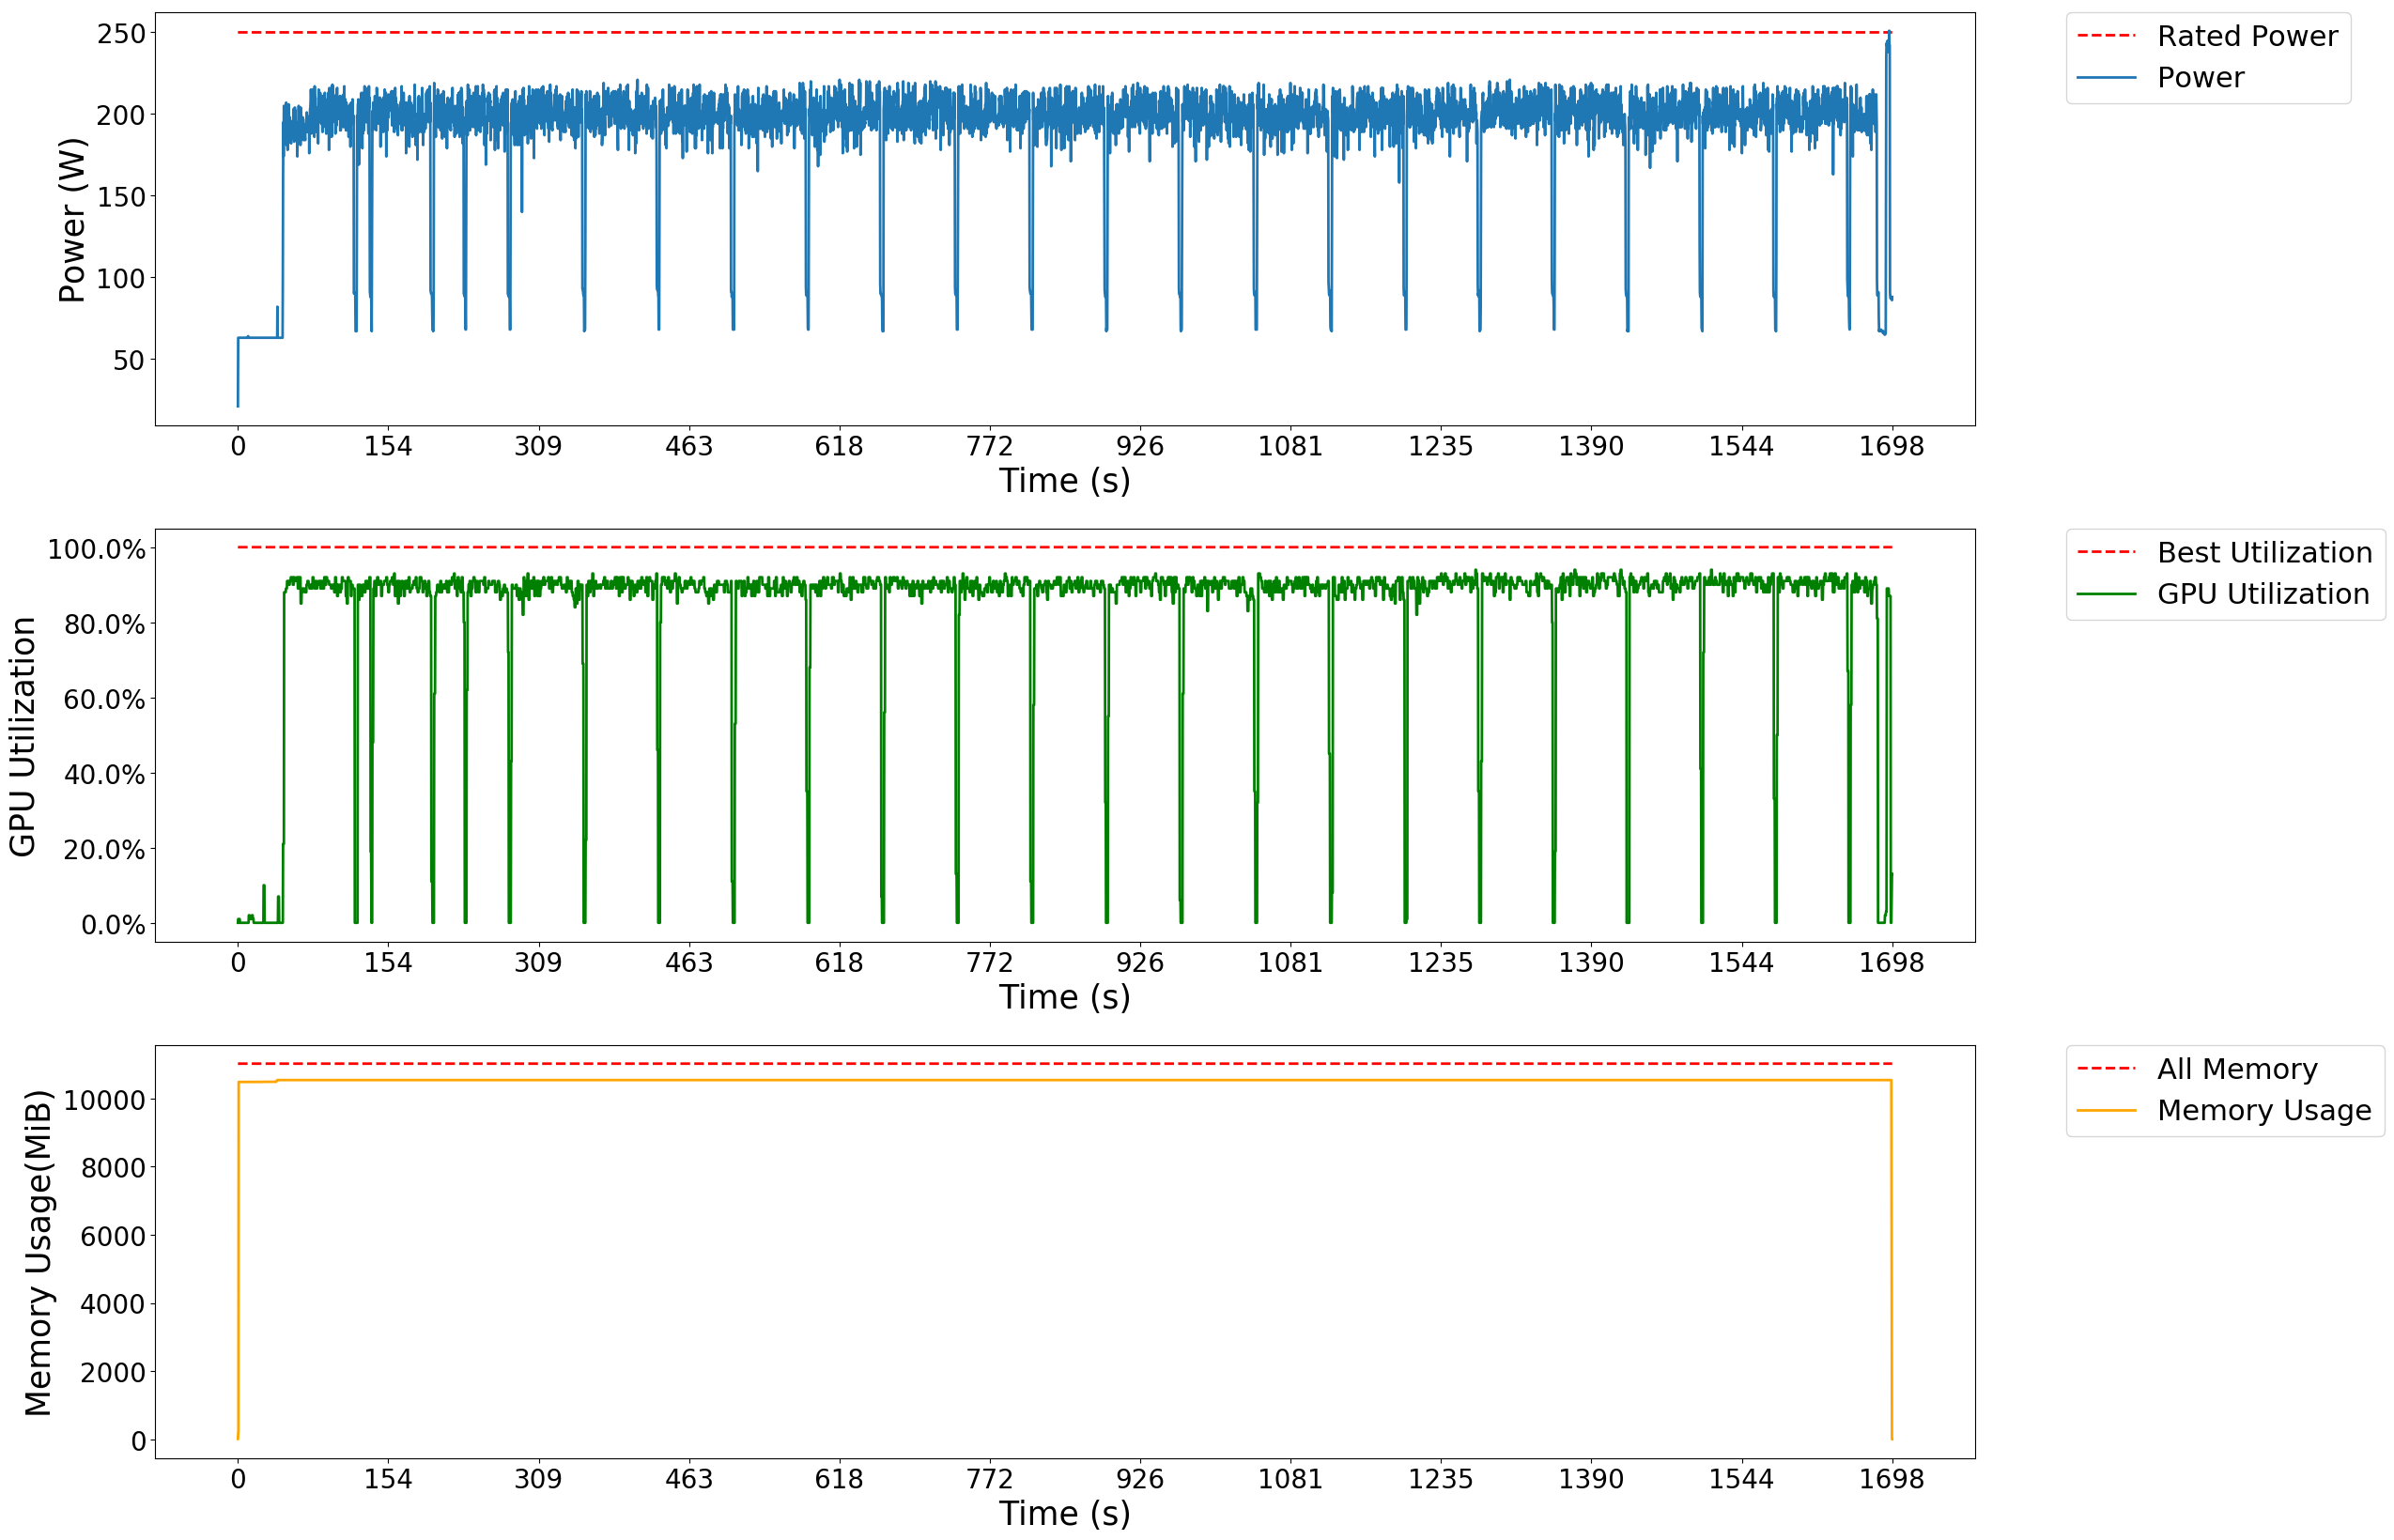 250
200
150
100
50
Power (W)
0 154 309 463 618 772 926 1081 1235 1390 1544 1698
Time (s)
Rated Power
Power
100.0%
80.0%
60.0%
40.0%
20.0%
0.0%
GPU Utilization
0 154 309 463 618 772 926 1081 1235 1390 1544 1698
Time (s)
Best Utilization
GPU Utilization
10000
8000
6000
4000
2000
0
Memory Usage(MiB)
0 154 309 463 618 772 926 1081 1235 1390 1544 1698
Time (s)
All Memory
Memory Usage